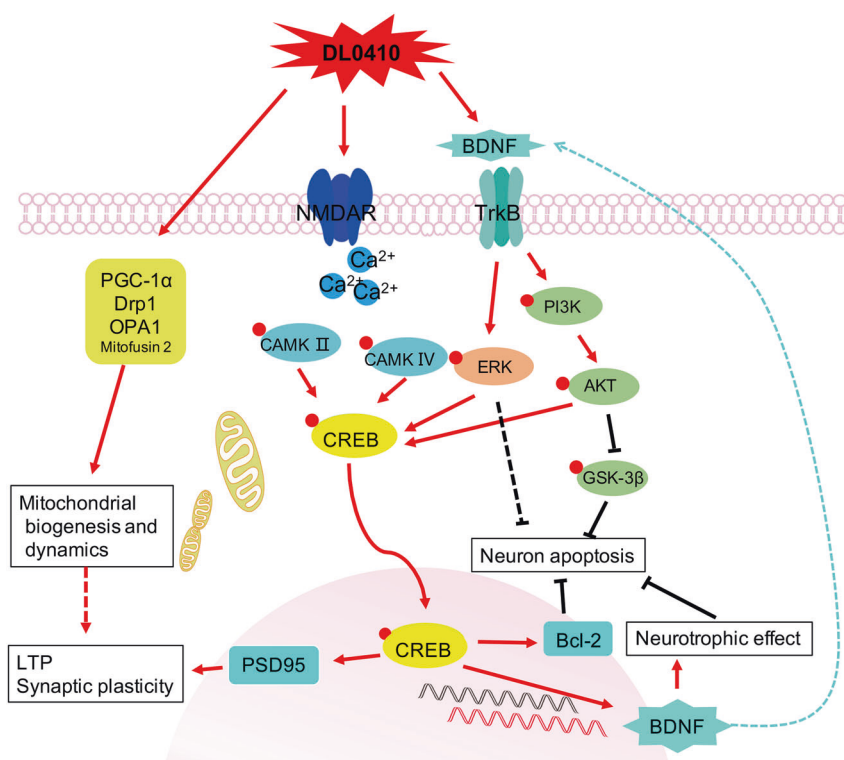 DL0410
BDNF
NMDAR
TrkB
Ca²⁺
Ca²⁺
Ca²⁺
PGC-1α
Drp1
OPA1
Mitofusin 2
PI3K
CAMK Ⅱ
CAMK IV
ERK
AKT
CREB
GSK-3β
Mitochondrial
biogenesis and
dynamics
Neuron apoptosis
LTP
Synaptic plasticity
PSD95
CREB
Bcl-2
Neurotrophic effect
BDNF